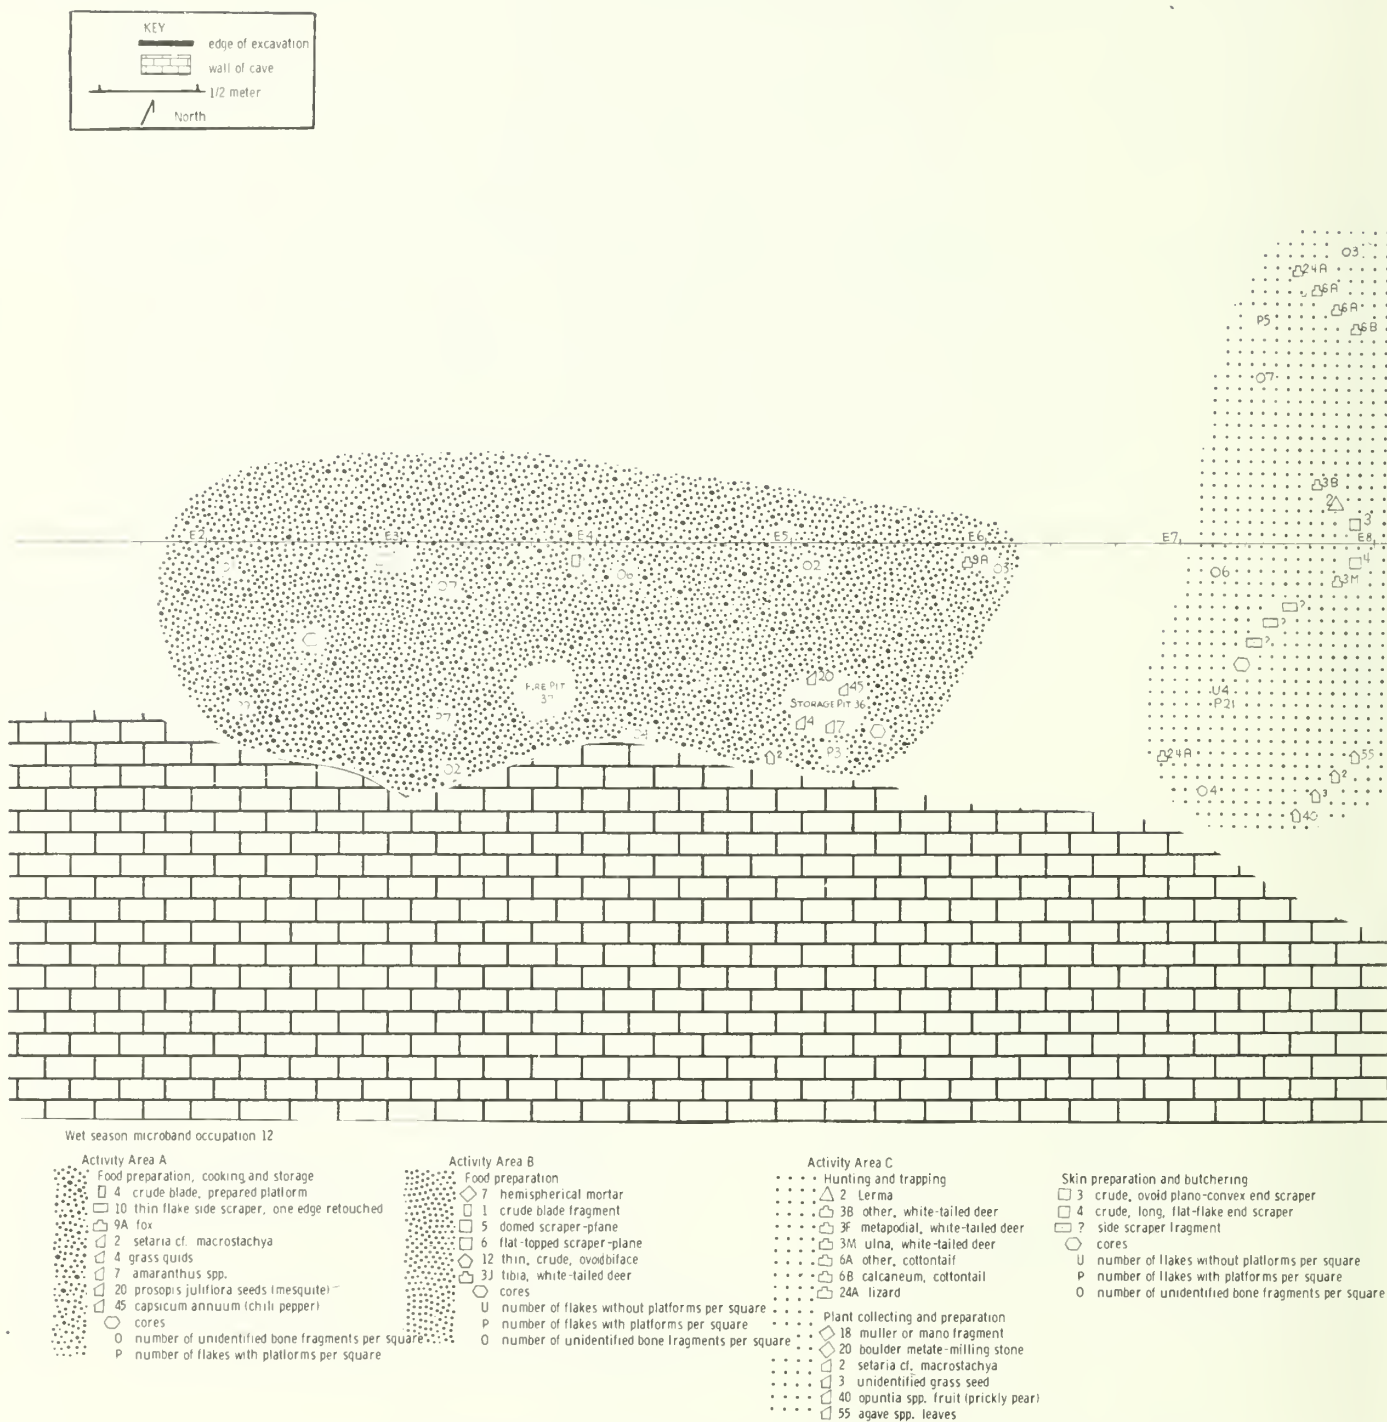 KEY
edge of excavation
wall of cave
1/2 meter
North
O3
24A
6A
6A
P5
6B
O7
3B
2
3
E2 E3 E4 E5 E6 E7 E8
4
O7 O6 O2 9A O3 O6 3M
?
?
?
20
FIRE PIT
37
45
U4
STORAGE PIT 36
P21
P7 4 7
P3
O2 2 24A 55
2
O4 3
40
Wet season microband occupation 12
Activity Area A
Food preparation, cooking and storage
4 crude blade, prepared platform
10 thin flake side scraper, one edge retouched
9A fox
2 setaria cf. macrostachya
4 grass quids
7 amaranthus spp.
20 prosopis juliflora seeds (mesquite)
45 capsicum annuum (chili pepper)
cores
O number of unidentified bone fragments per square
P number of flakes with platforms per square
Activity Area B
Food preparation
7 hemispherical mortar
1 crude blade fragment
5 domed scraper-plane
6 flat-topped scraper-plane
12 thin, crude, ovoidbiface
3J tibia, white-tailed deer
cores
U number of flakes without platforms per square
P number of flakes with platforms per square
O number of unidentified bone fragments per square
Activity Area C
Hunting and trapping
2 Lerma
3B other, white-tailed deer
3F metapodial, white-tailed deer
3M ulna, white-tailed deer
6A other, cottontail
6B calcaneum, cottontail
24A lizard
Plant collecting and preparation
18 muller or mano fragment
20 boulder metate-milling stone
2 setaria cf. macrostachya
3 unidentified grass seed
40 opuntia spp. fruit (prickly pear)
55 agave spp. leaves
Skin preparation and butchering
3 crude, ovoid plano-convex end scraper
4 crude, long, flat-flake end scraper
? side scraper fragment
cores
U number of flakes without platforms per square
P number of flakes with platforms per square
O number of unidentified bone fragments per square